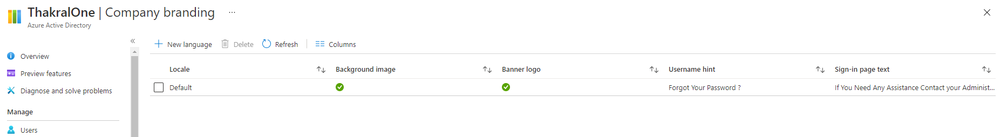 ThakralOne | Company branding ...
Azure Active Directory
Overview
Preview features
Diagnose and solve problems
Manage
Users
New language Delete Refresh Columns
Locale Background image Banner logo Username hint Sign-in page text
Default Forgot Your Password ? If You Need Any Assistance Contact your Administ...